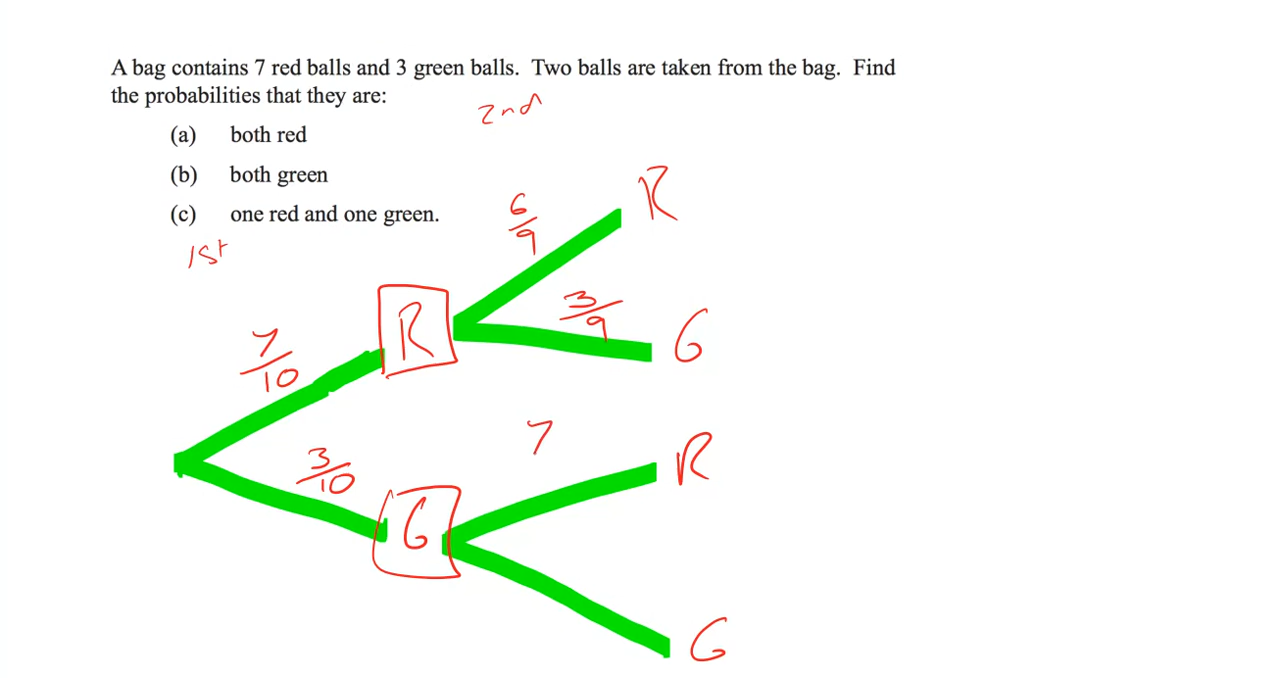 A bag contains 7 red balls and 3 green balls. Two balls are taken from the bag. Find
the probabilities that they are:
2nd
(a) both red
(b) both green
(c) one red and one green.
1st
R
6/9
3/9
R
G
7/10
7
R
3/10
G
G